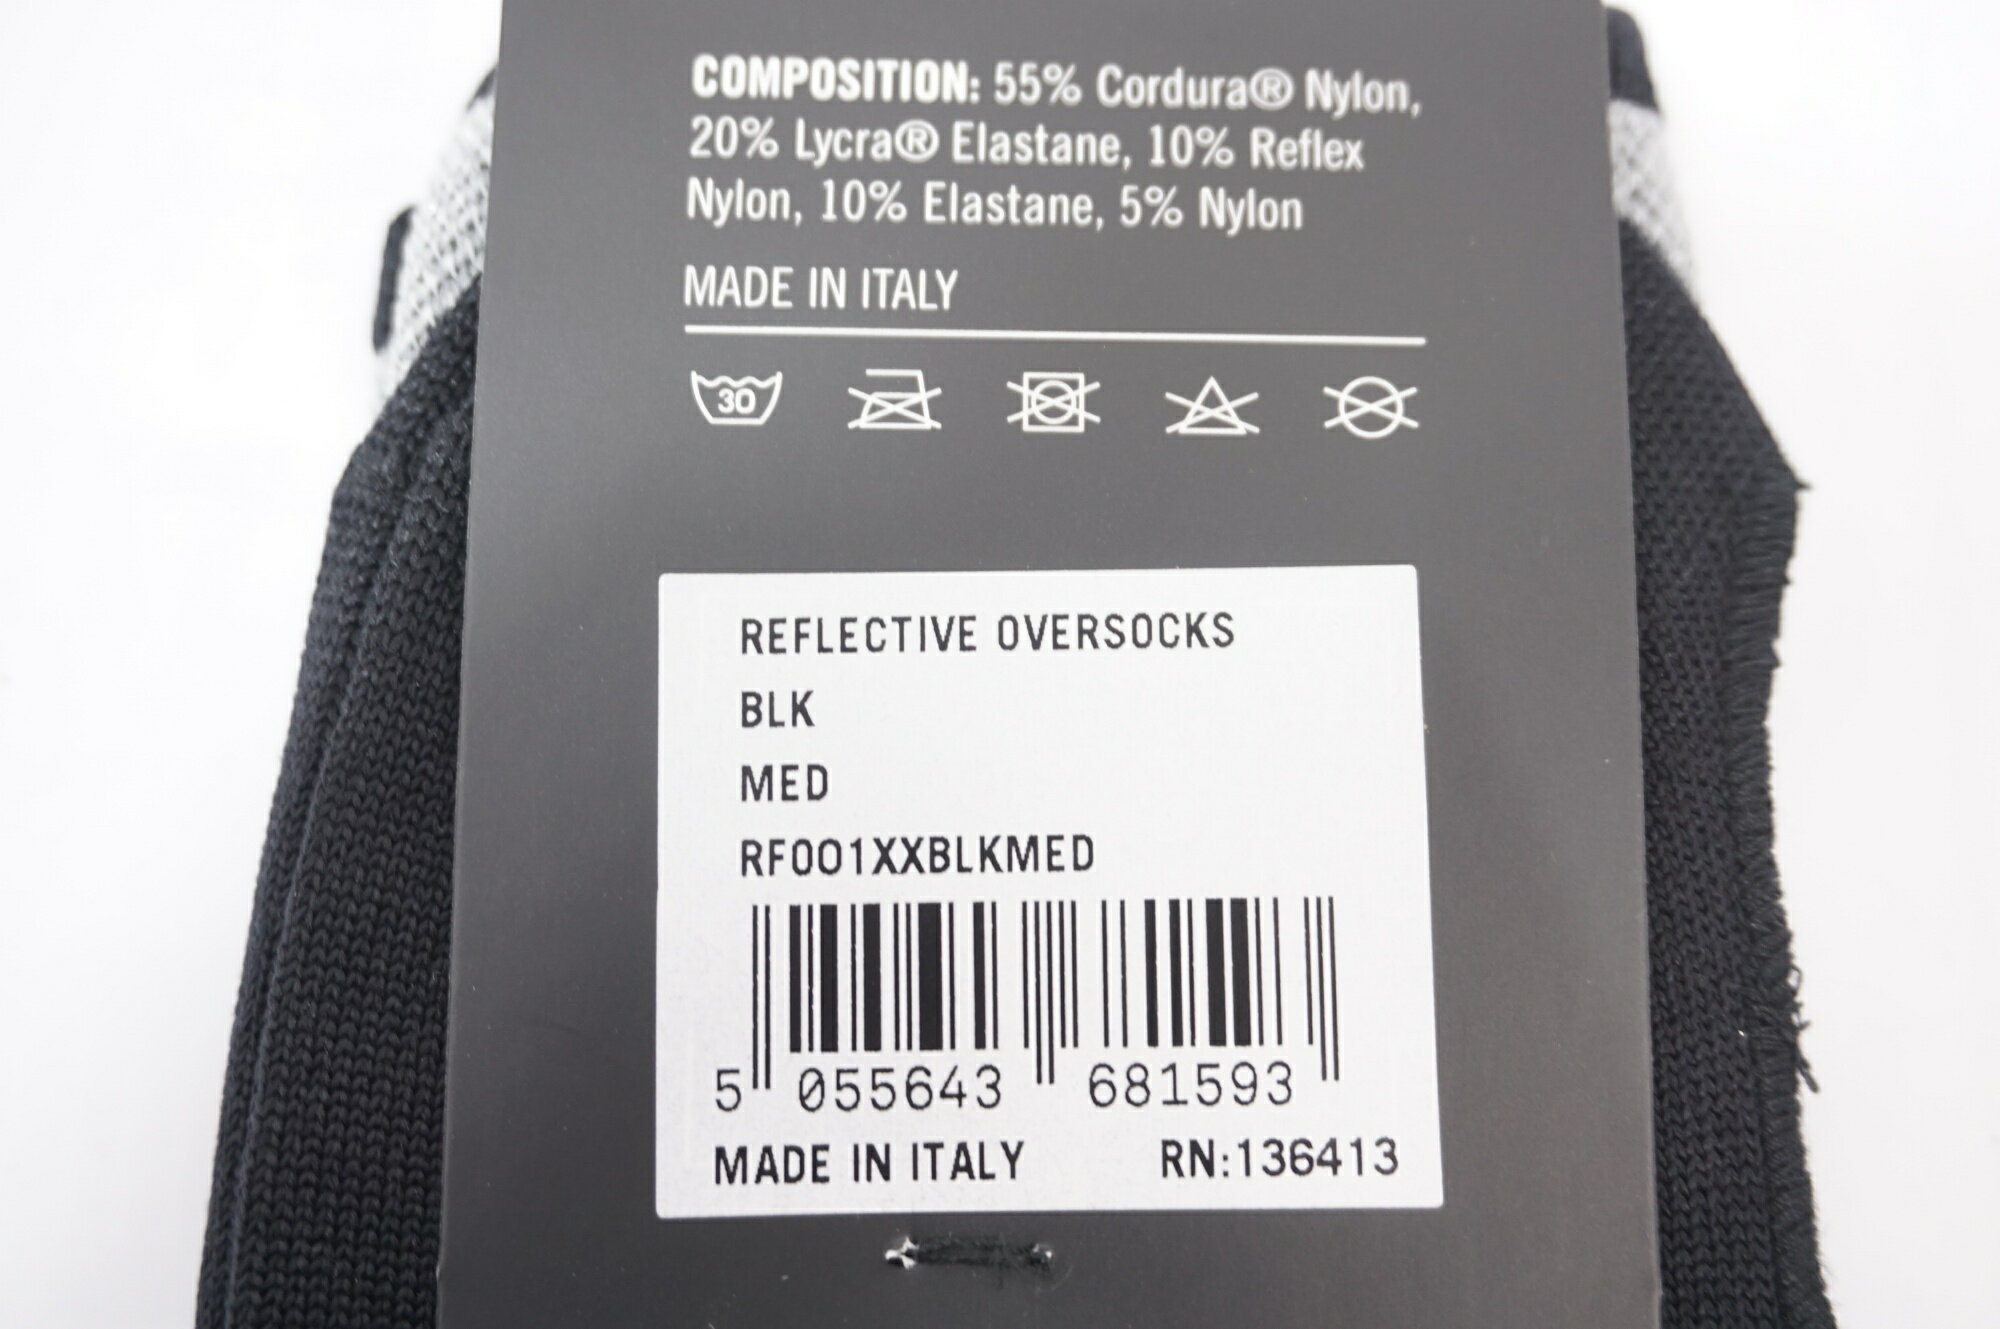 COMPOSITION: 55% Cordura® Nylon,
20% Lycra® Elastane, 10% Reflex
Nylon, 10% Elastane, 5% Nylon
MADE IN ITALY
30
REFLECTIVE OVERSOCKS
BLK
MED
RF001XXBLKMED
5 055643 681593
MADE IN ITALY RN:136413